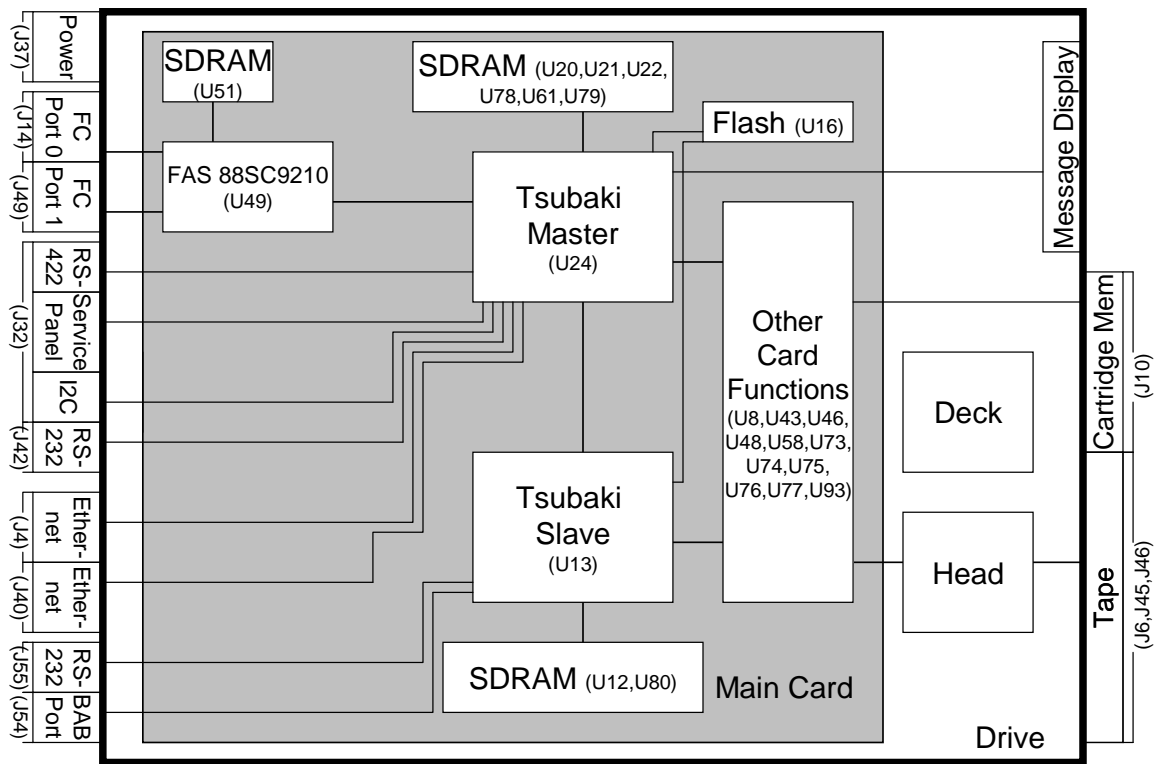 Power
(J37)
FC
Port 0
(J14)
FC
Port 1
(J49)
RS-
422
Service
Panel
I2C
(J32)
RS-
232
(J42)
Ether-
net
(J4)
Ether-
net
(J40)
RS-
232
(J55)
BAB
Port
(J54)
SDRAM
(U51)
FAS 88SC9210
(U49)
SDRAM (U20,U21,U22,
U78,U61,U79)
Flash (U16)
Tsubaki
Master
(U24)
Other
Card
Functions
(U8,U43,U46,
U48,U58,U73,
U74,U75,
U76,U77,U93)
Tsubaki
Slave
(U13)
SDRAM (U12,U80)
Main Card
Deck
Head
Drive
Message Display
Cartridge Mem
(J10)
Tape
(J6,J45,J46)